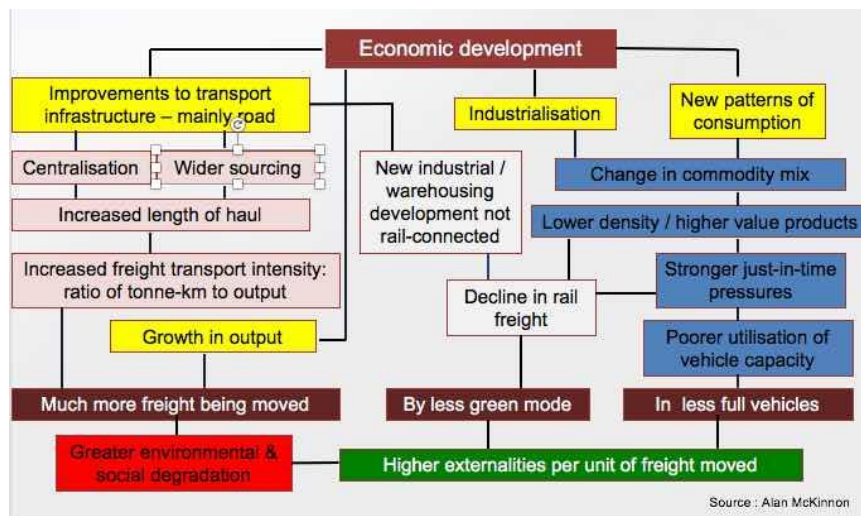 Economic development
Improvements to transport
infrastructure – mainly road
Industrialisation
New patterns of
consumption
Centralisation
Wider sourcing
New industrial /
warehousing
development not
rail-connected
Change in commodity mix
Increased length of haul
Lower density / higher value products
Increased freight transport intensity:
ratio of tonne-km to output
Stronger just-in-time
pressures
Decline in rail
freight
Growth in output
Poorer utilisation of
vehicle capacity
Much more freight being moved
By less green mode
In less full vehicles
Greater environmental &
social degradation
Higher externalities per unit of freight moved
Source : Alan McKinnon